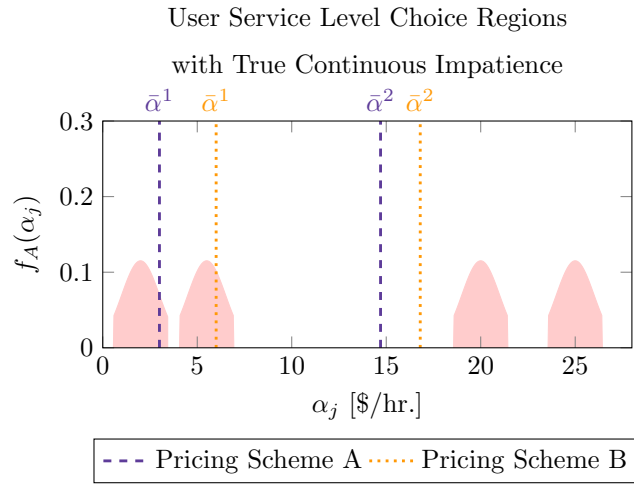 User Service Level Choice Regions
with True Continuous Impatience
ᾱ¹ ᾱ¹ ᾱ² ᾱ²
0.3
0.2
0.1
0
f_A(α_j)
0 5 10 15 20 25
α_j [$/hr.]
Pricing Scheme A Pricing Scheme B